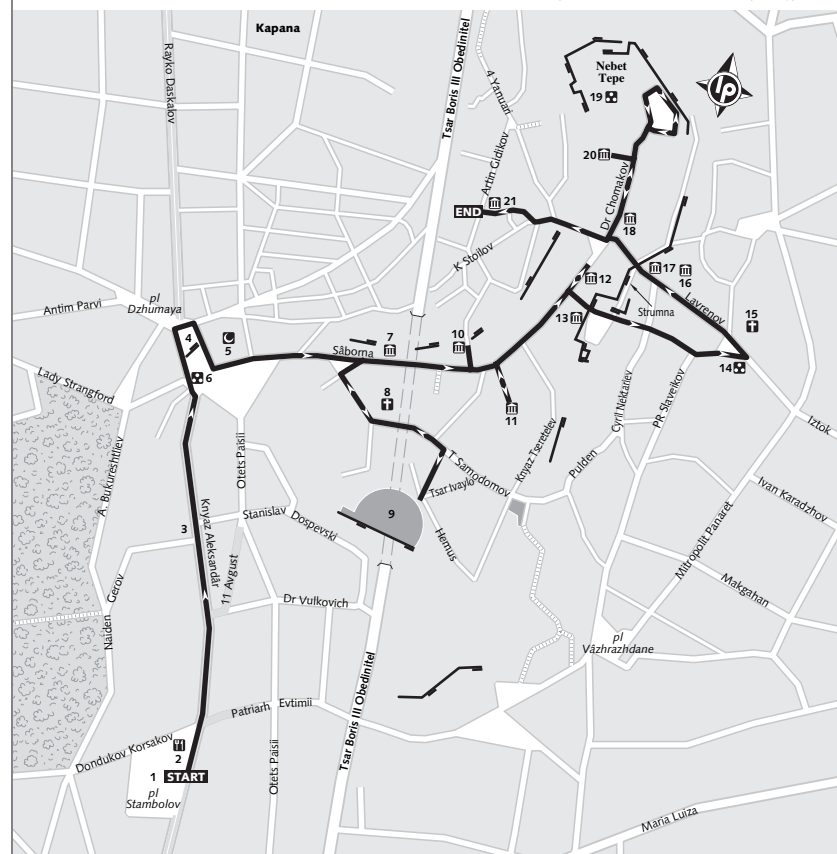 Kapana
Rayko Daskalov
Tsar Boris III Obedinitel
4 Yanuari
Nebet
Tepe
19
lp
20
Artin Gidikov
END
21
Dr Chomakov
18
K Stoilov
12
17
16
Strumna
Lavrenov
13
15
14
Antim Parvi
pl
Dzhumaya
4
5
7
10
Sâborna
6
8
11
Lady Strangford
A. Bukureshtliev
Otets Paisii
T. Samodomov
Knyaz Tseretelev
Cyril Nektariev
PR Slaveikov
Pulden
Iztok
Tsar Ivaylo
Ivan Karadzhov
3
Knyaz Aleksandâr
Stanislav
Dospevski
9
Hemus
Mitropolit Panaret
11 Avgust
Makgahan
Naiden
Gerov
Dr Vulkovich
pl
Vâzhrazhdane
Tsar Boris III Obedinitel
Dondukov Korsakov
Patriarh
Evtimii
2
1
START
pl
Stambolov
Otets Paisii
Maria Luiza